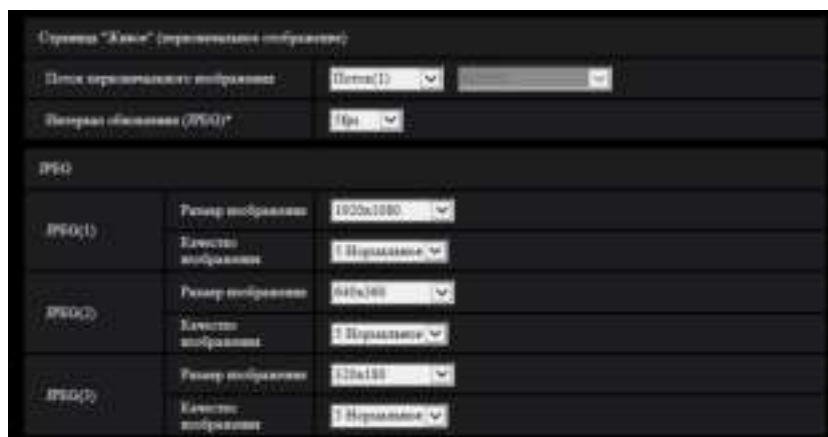 Страница "Живое" (первоначальное отображение)
Поток первоначального отображения Поток(1)
Интервал обновления (JPEG)*
JPEG
JPEG(1)
Размер изображения 1920x1080
Качество изображения 5 Нормальное
JPEG(2)
Размер изображения 640x360
Качество изображения 5 Нормальное
JPEG(3)
Размер изображения 320x180
Качество изображения 5 Нормальное